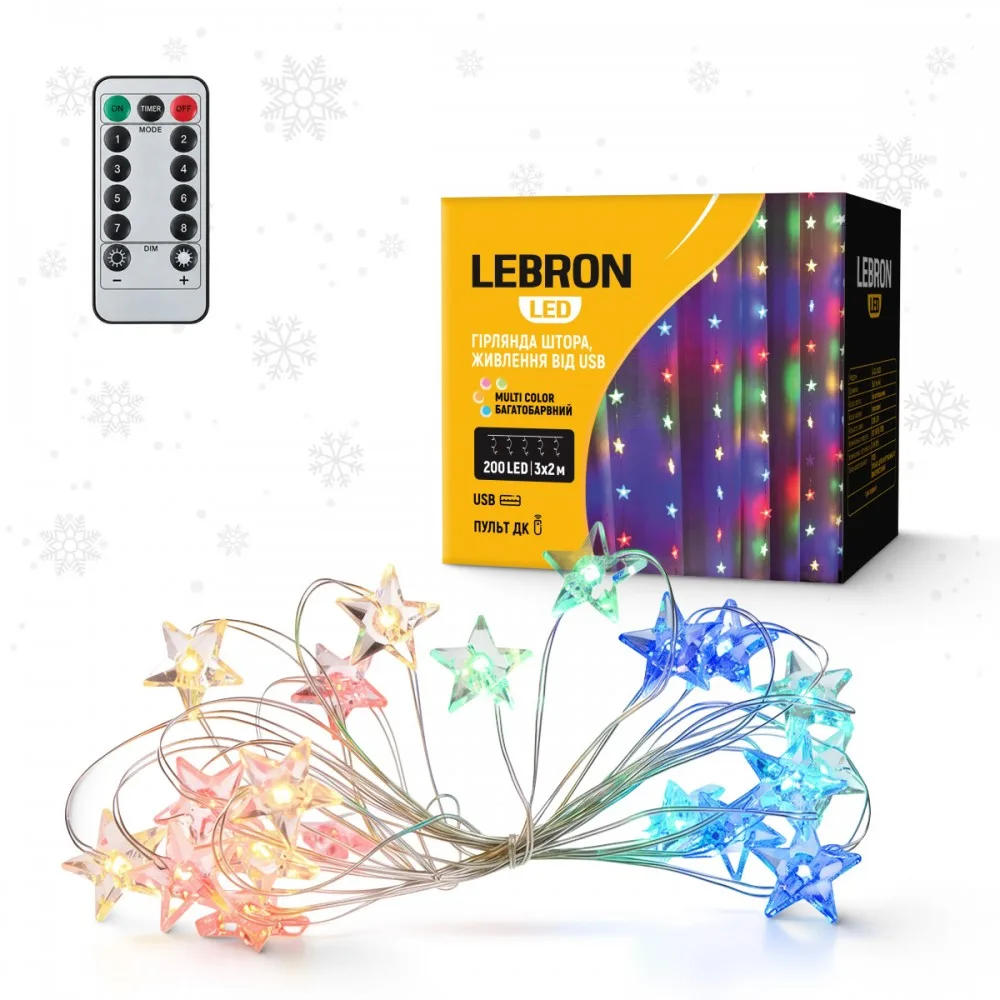 ON TIMER OFF
MODE
1 2
3 4
5 6
7 8
DIM
- +
LEBRON
LED
ГІРЛЯНДА ШТОРА,
ЖИВЛЕННЯ ВІД USB
MULTI COLOR
БАГАТОБАРВНИЙ
200 LED | 3x2 м
USB
ПУЛЬТ ДК
LEBRON
LED